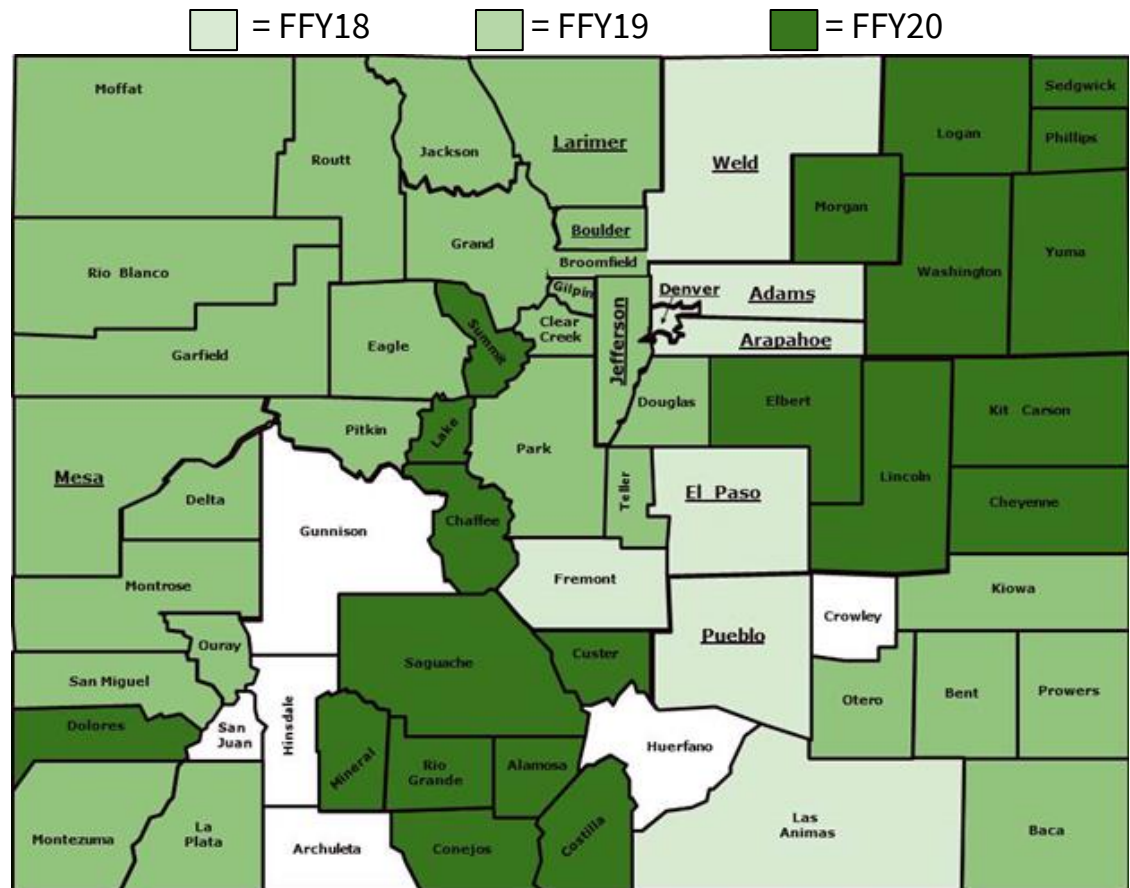 = FFY18
= FFY19
= FFY20
Moffat
Routt
Jackson
Larimer
Weld
Logan
Sedgwick
Phillips
Morgan
Washington
Yuma
Rio Blanco
Grand
Boulder
Broomfield
Gilpin
Clear
Creek
Jefferson
Denver
Adams
Arapahoe
Garfield
Eagle
Summit
Douglas
Elbert
Kit Carson
Mesa
Pitkin
Lake
Park
Teller
El Paso
Lincoln
Cheyenne
Delta
Gunnison
Chaffee
Fremont
Montrose
Kiowa
Crowley
Ouray
Pueblo
San Miguel
Saguache
Custer
Otero
Bent
Prowers
Dolores
San
Juan
Hinsdale
Mineral
Rio
Grande
Alamosa
Huerfano
Costilla
Las
Animas
Baca
Montezuma
La
Plata
Archuleta
Conejos